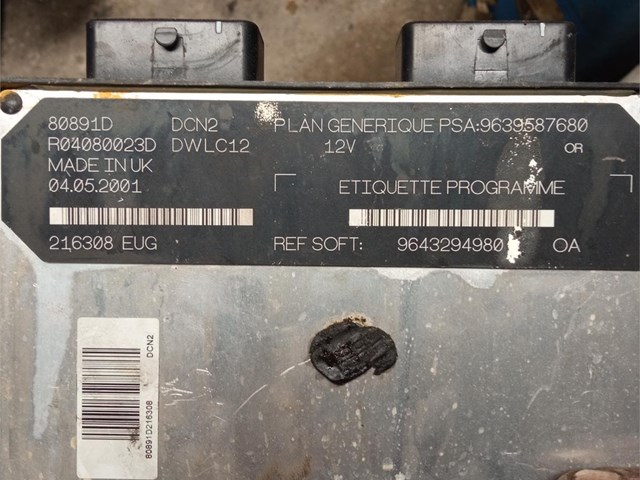 80891D DCN2 PLAN GENERIQUE PSA:9639587680
R04080023D DWLC12 12V OR
MADE IN UK
04.05.2001 ETIQUETTE PROGRAMME
216308 EUG REF SOFT: 9643294980 OA
DCN2
80891D216308